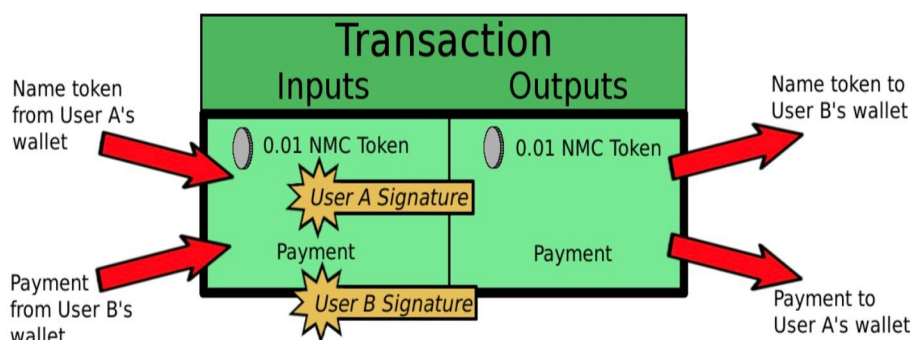 Transaction
Inputs
Outputs
Name token
from User A's
wallet
0.01 NMC Token
User A Signature
Payment
User B Signature
Payment
from User B's
wallet
0.01 NMC Token
Payment
Name token to
User B's wallet
Payment to
User A's wallet